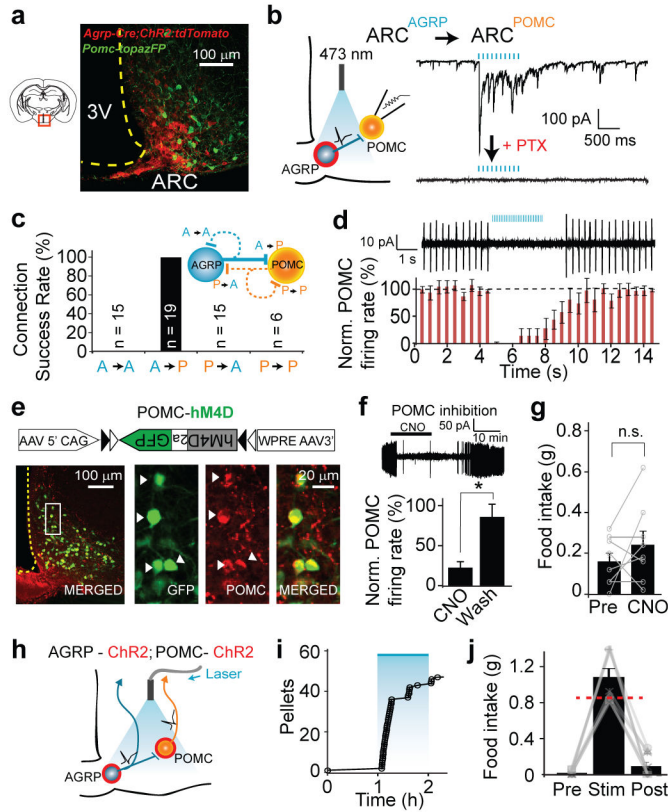 a
Agrp-Cre;ChR2:tdTomato
Pomc-topazFP
100 µm
3V
ARC
b
ARC AGRP → ARC POMC
473 nm
POMC
AGRP
100 pA
500 ms
+ PTX
c
Connection
Success Rate (%)
100
80
60
40
20
0
n = 15
n = 19
n = 15
n = 6
A→A
A→P
P→A
P→P
A→A
A→P
AGRP
POMC
P→A
P→P
d
10 pA
1 s
Norm. POMC
firing rate (%)
100
50
0
0 2 4 6 8 10 12 14
Time (s)
e
POMC-hM4D
AAV 5' CAG
GFP
2a
hM4D
WPRE AAV3'
100 µm
20 µm
MERGED
GFP
POMC
MERGED
f
POMC inhibition
CNO
50 pA
10 min
Norm. POMC
firing rate (%)
100
50
0
*
CNO
Wash
g
n.s.
Food intake (g)
0.8
0.6
0.4
0.2
0
Pre
CNO
h
AGRP - ChR2; POMC- ChR2
Laser
POMC
AGRP
i
Pellets
60
40
20
0
0 1 2
Time (h)
j
Food intake (g)
1.2
0.8
0.4
0
Pre Stim Post